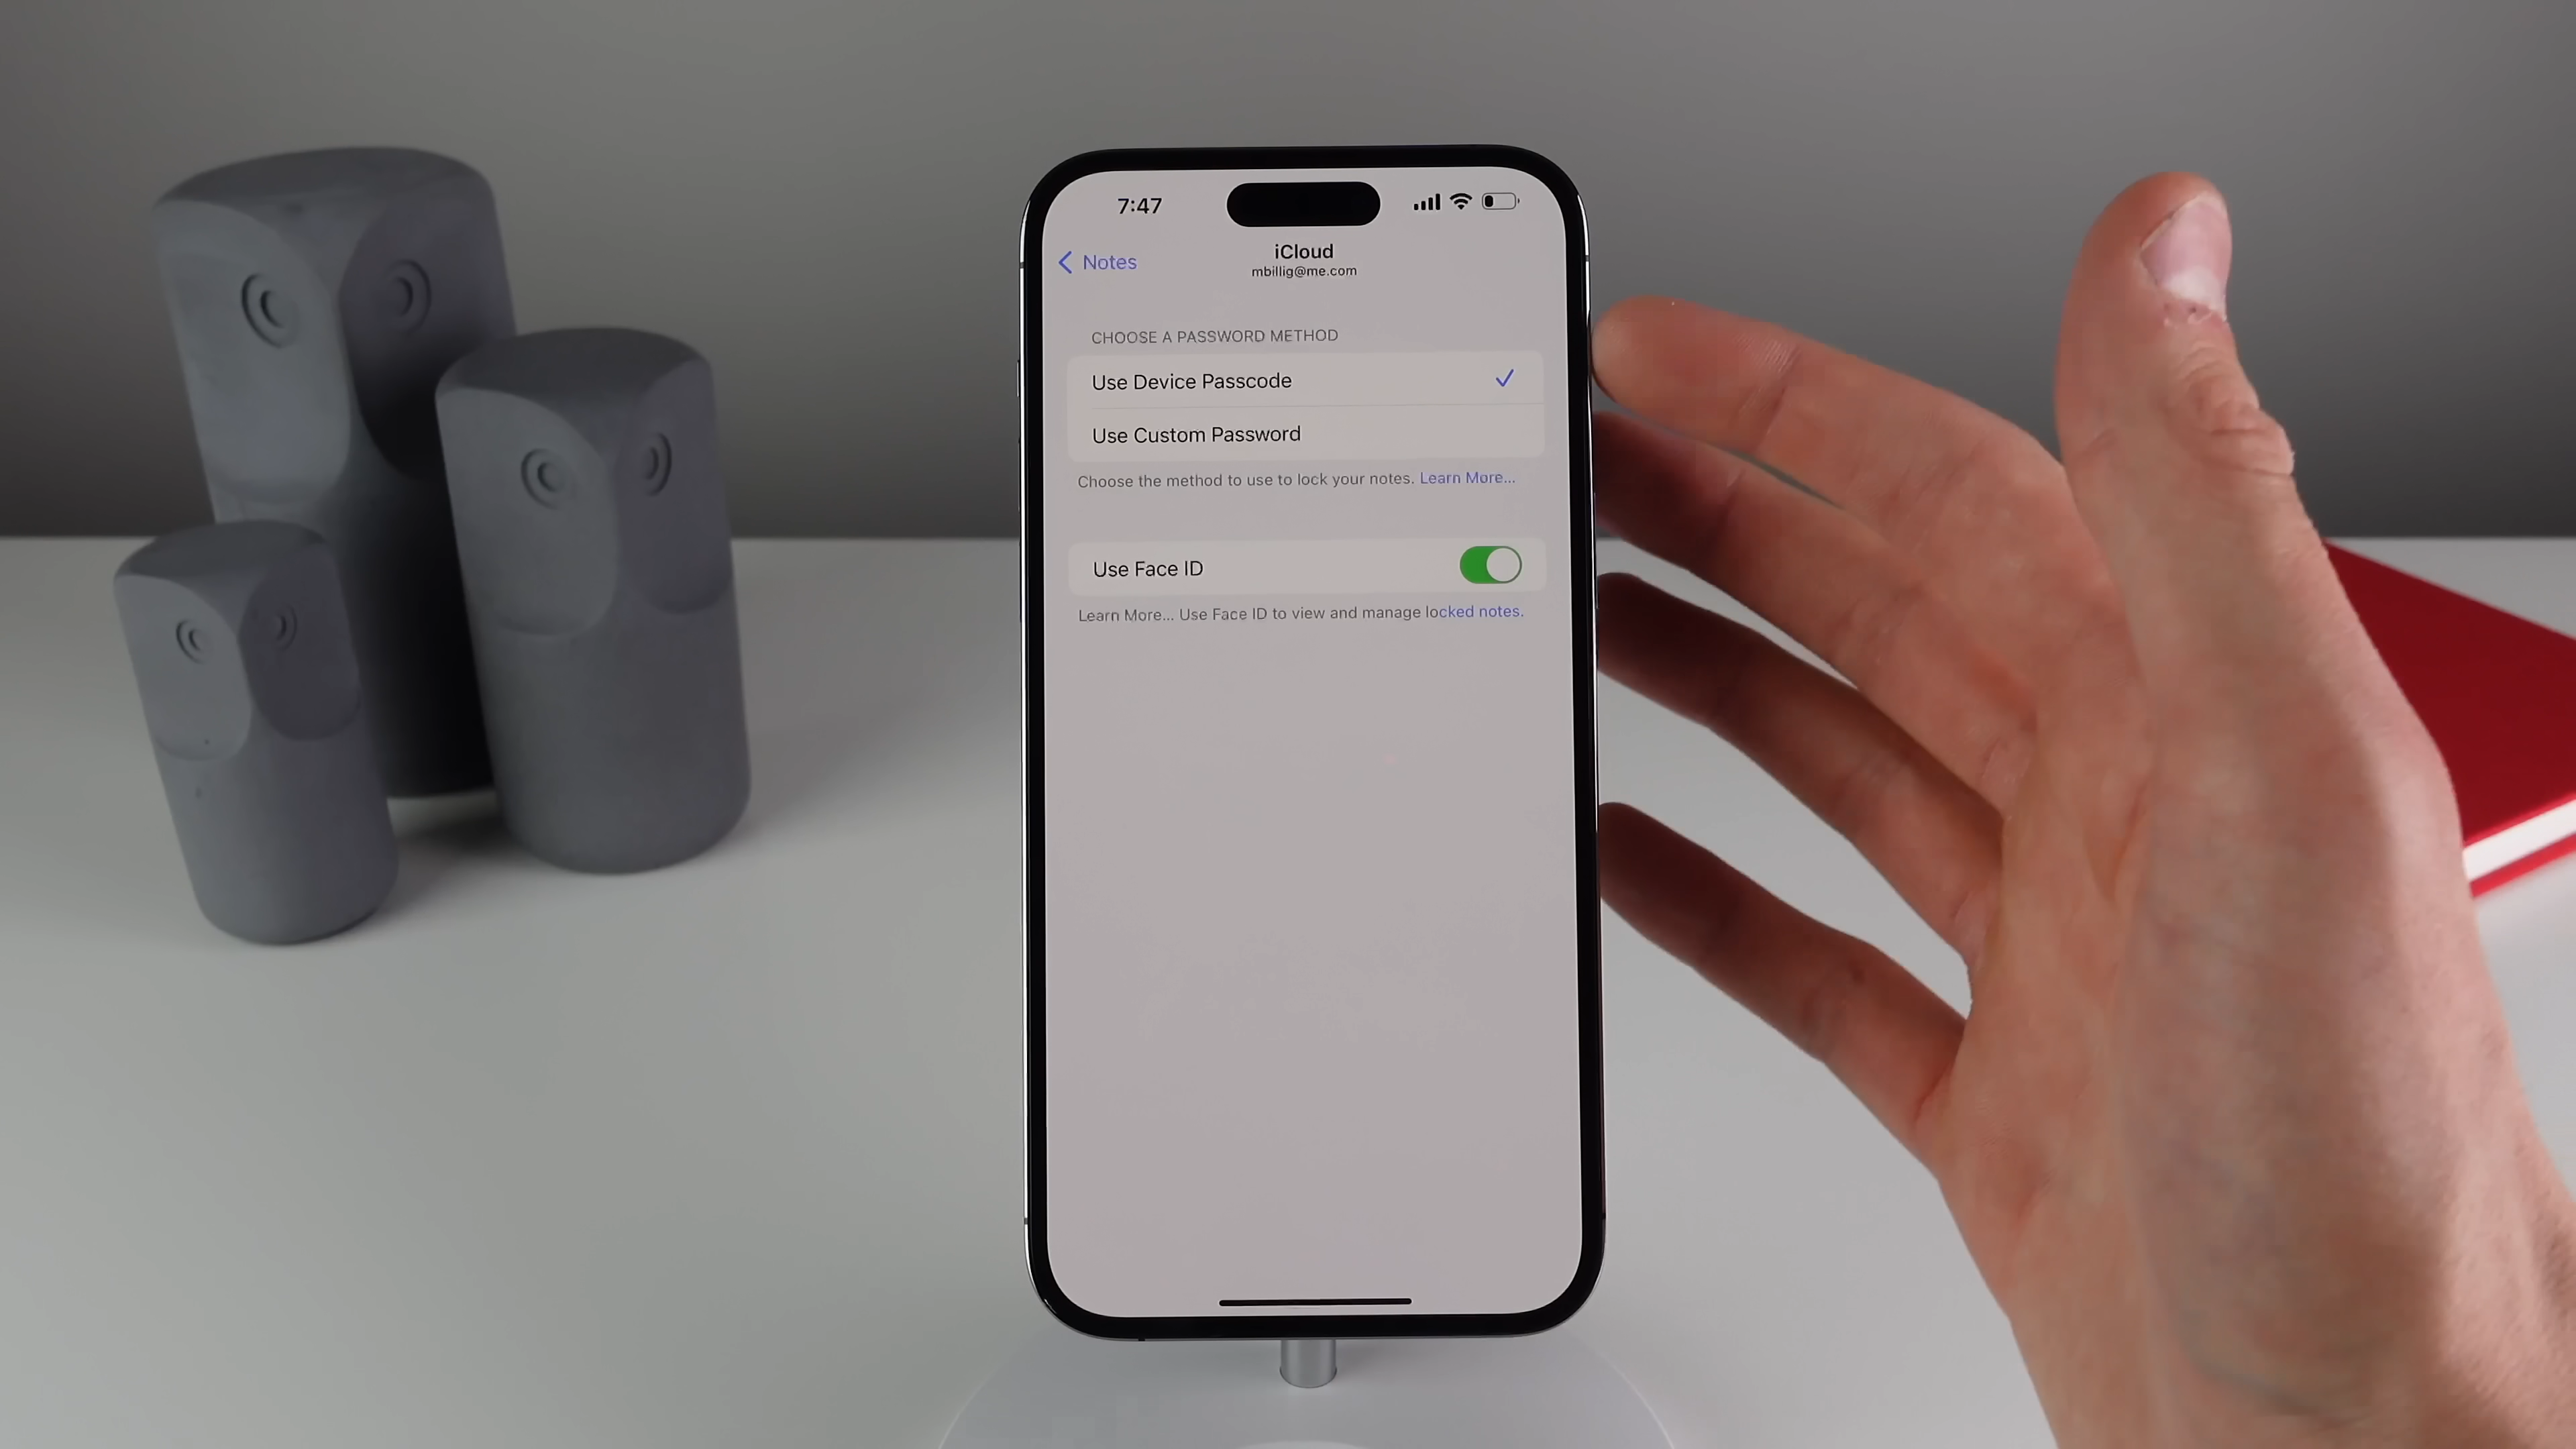 7:47
Notes
iCloud
mbillig@me.com
CHOOSE A PASSWORD METHOD
Use Device Passcode
Use Custom Password
Choose the method to use to lock your notes. Learn More...
Use Face ID
Learn More... Use Face ID to view and manage locked notes.